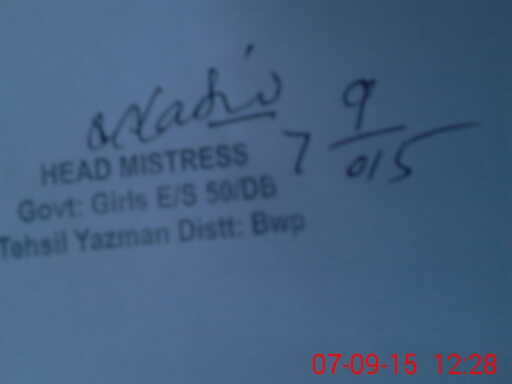 7 9/015
HEAD MISTRESS
Govt: Girls E/S 50/DB
Tehsil Yazman Distt: Bwp
07-09-15 12:28